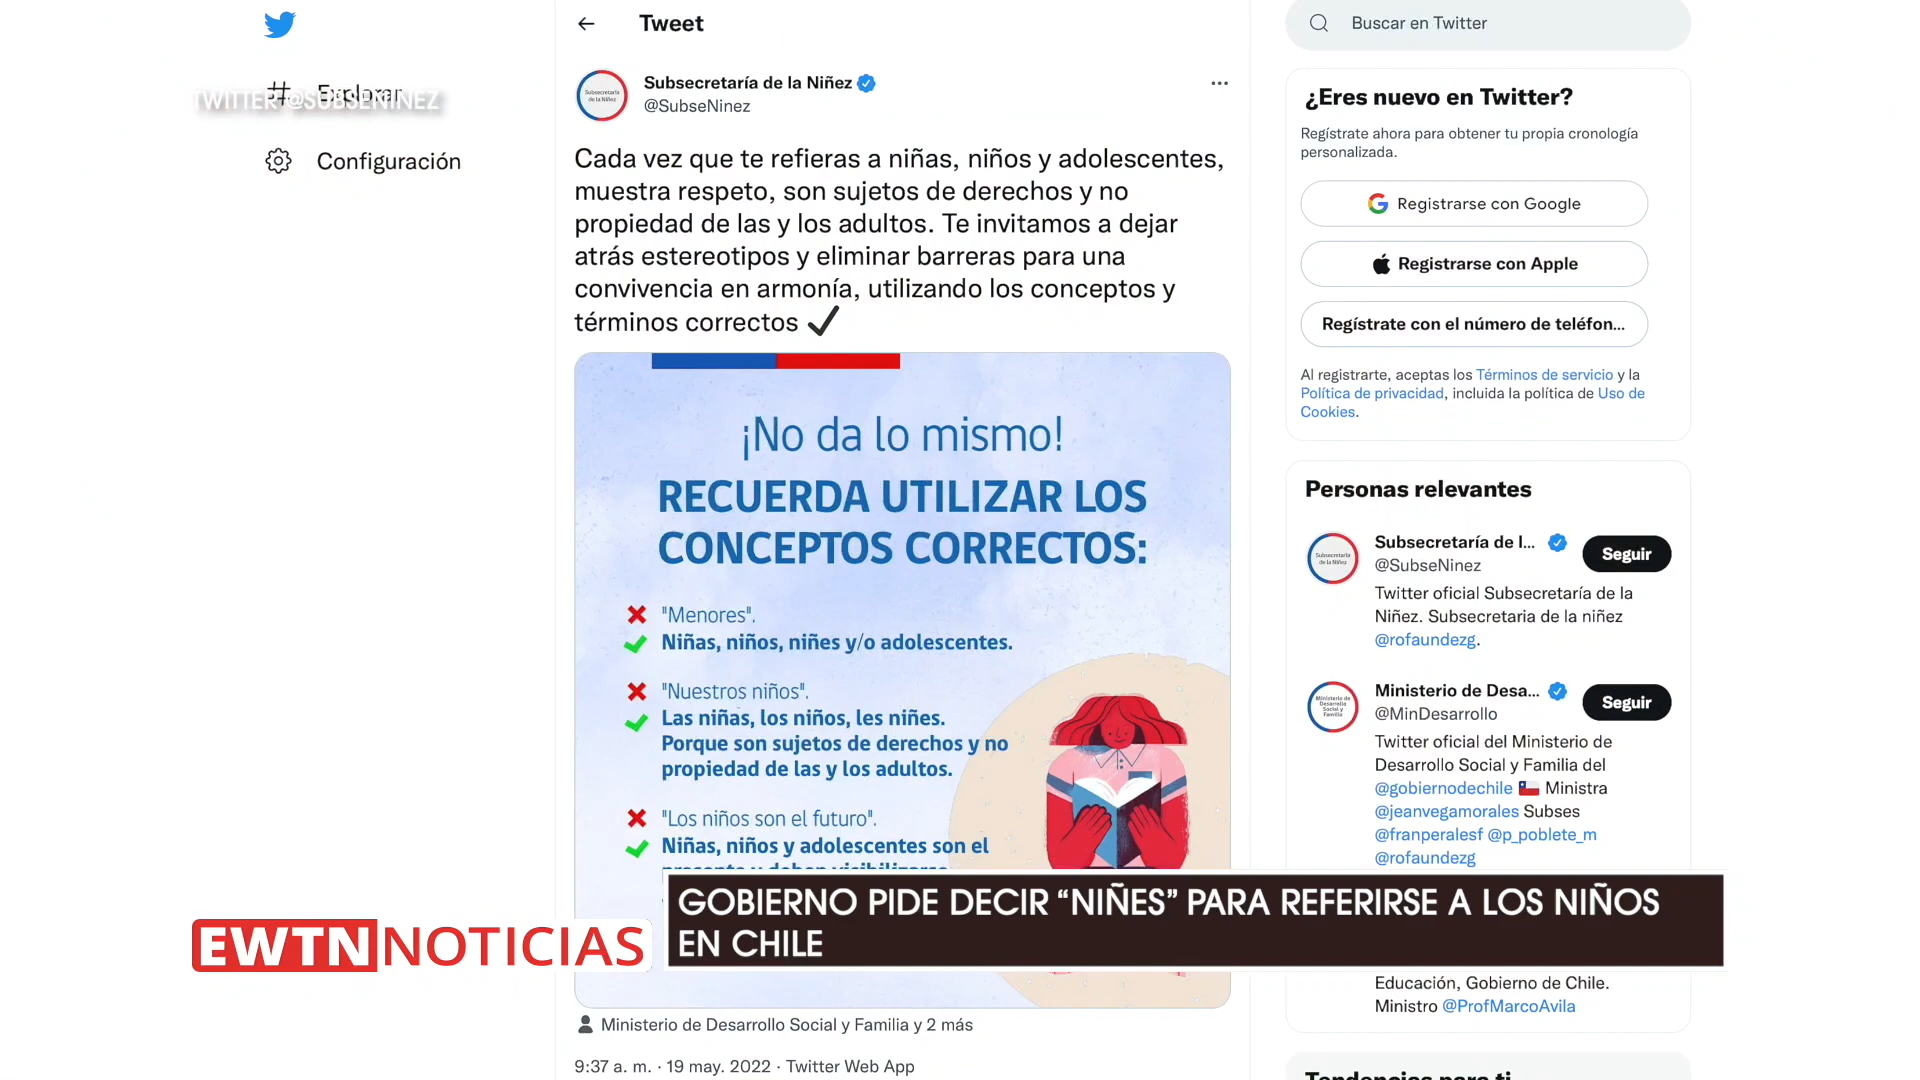 Tweet
Buscar en Twitter
Subsecretaría de la Niñez
@SubseNinez
TWITTER @SUBSENINEZ
Configuración
Cada vez que te refieras a niñas, niños y adolescentes,
muestra respeto, son sujetos de derechos y no
propiedad de las y los adultos. Te invitamos a dejar
atrás estereotipos y eliminar barreras para una
convivencia en armonía, utilizando los conceptos y
términos correctos
¡No da lo mismo!
RECUERDA UTILIZAR LOS
CONCEPTOS CORRECTOS:
"Menores".
Niñas, niños, niñes y/o adolescentes.
"Nuestros niños".
Las niñas, los niños, les niñes.
Porque son sujetos de derechos y no
propiedad de las y los adultos.
"Los niños son el futuro".
Niñas, niños y adolescentes son el
GOBIERNO PIDE DECIR “NIÑES” PARA REFERIRSE A LOS NIÑOS
EN CHILE
EWTN NOTICIAS
Ministerio de Desarrollo Social y Familia y 2 más
9:37 a. m. · 19 may. 2022 · Twitter Web App
¿Eres nuevo en Twitter?
Regístrate ahora para obtener tu propia cronología
personalizada.
Registrarse con Google
Registrarse con Apple
Regístrate con el número de teléfon...
Al registrarte, aceptas los Términos de servicio y la
Política de privacidad, incluida la política de Uso de
Cookies.
Personas relevantes
Subsecretaría de l...
@SubseNinez
Seguir
Twitter oficial Subsecretaría de la
Niñez. Subsecretaria de la niñez
@rofaundezg.
Ministerio de Desa...
@MinDesarrollo
Seguir
Twitter oficial del Ministerio de
Desarrollo Social y Familia del
@gobiernodechile Ministra
@jeanvegamorales Subses
@franperalesf @p_poblete_m
@rofaundezg
Educación, Gobierno de Chile.
Ministro @ProfMarcoAvila
Tendencias para ti